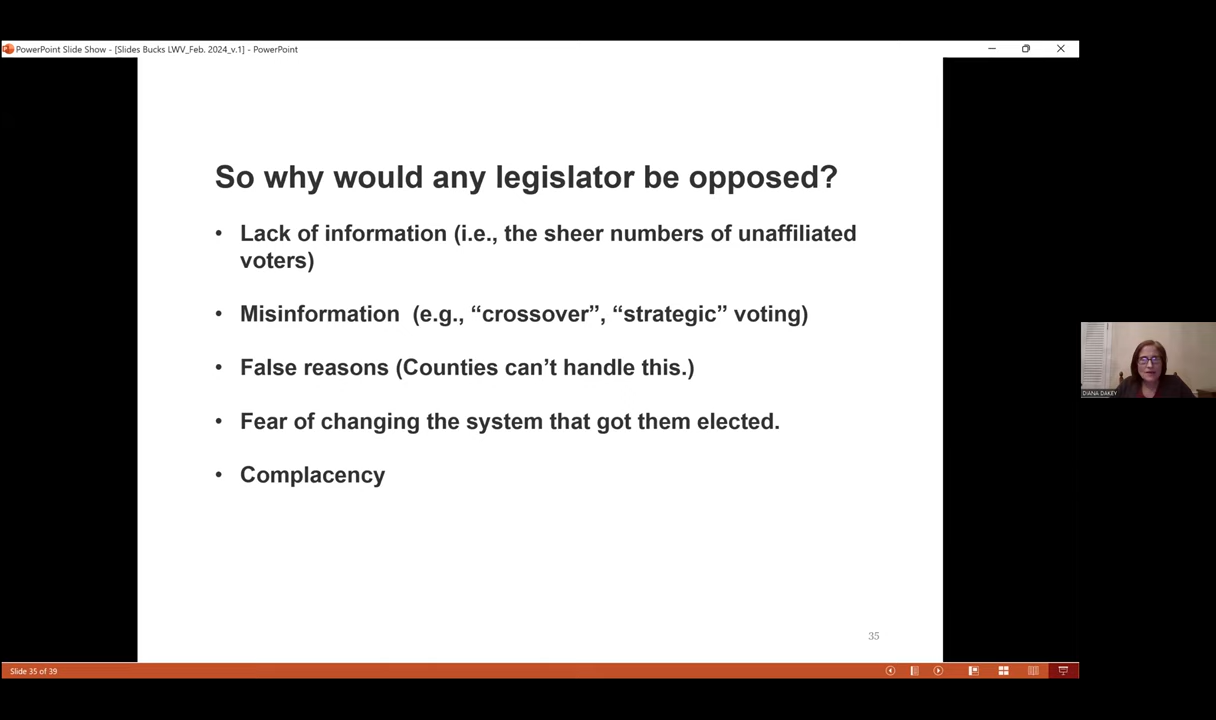 PowerPoint Slide Show - [Slides Bucks LWV_Feb. 2024_v.1] - PowerPoint
So why would any legislator be opposed?
• Lack of information (i.e., the sheer numbers of unaffiliated
voters)
• Misinformation  (e.g., “crossover”, “strategic” voting)
• False reasons (Counties can’t handle this.)
• Fear of changing the system that got them elected.
• Complacency
DIANA DAKEY
35
Slide 35 of 39